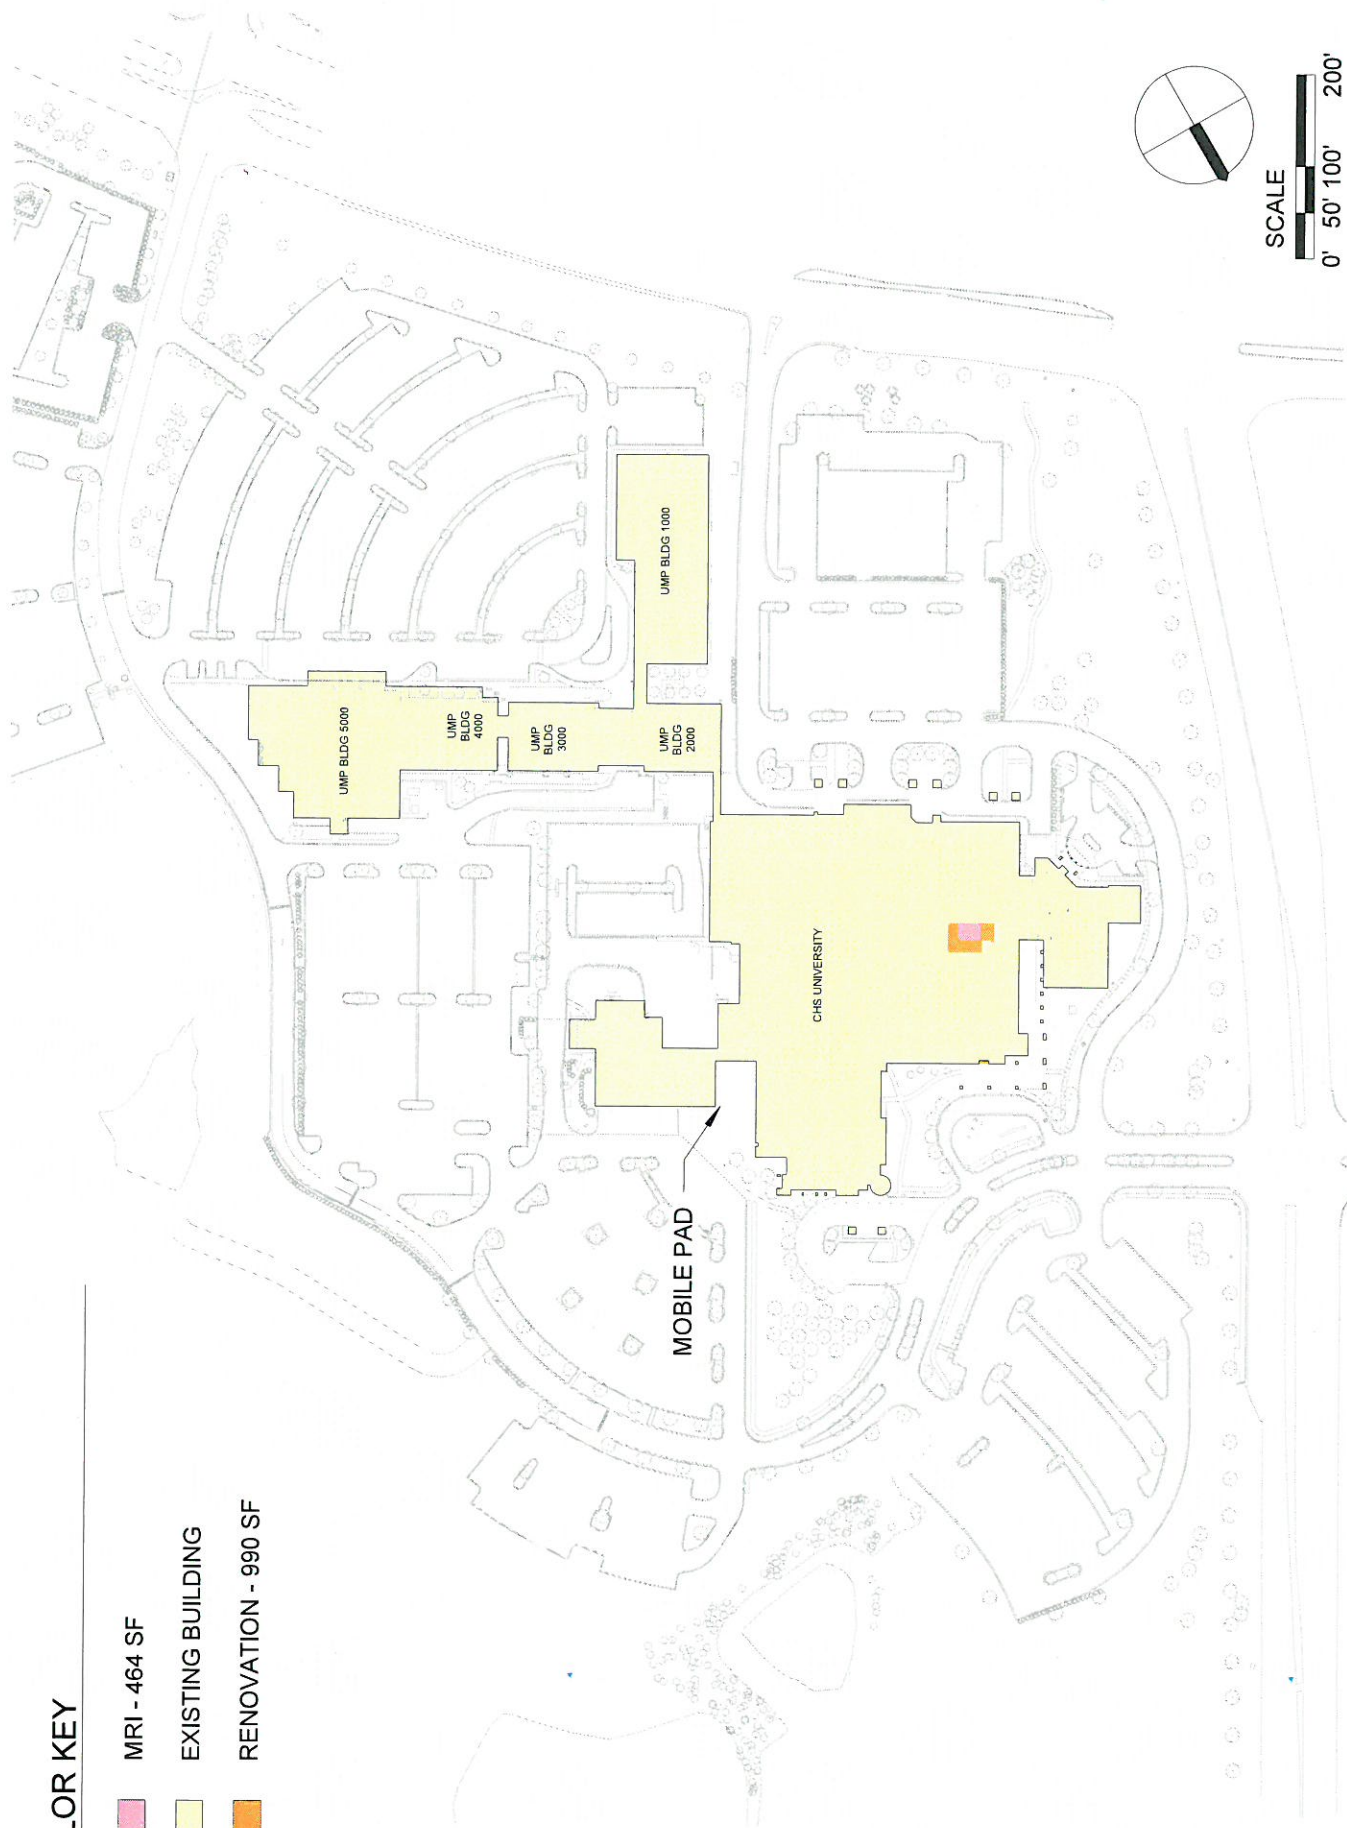 LOR KEY
MRI - 464 SF
EXISTING BUILDING
RENOVATION - 990 SF
UMP BLDG 5000
UMP
BLDG
4000
UMP
BLDG
3000
UMP
BLDG
2000
UMP BLDG 1000
CHS UNIVERSITY
MOBILE PAD
SCALE
0' 50' 100' 200'